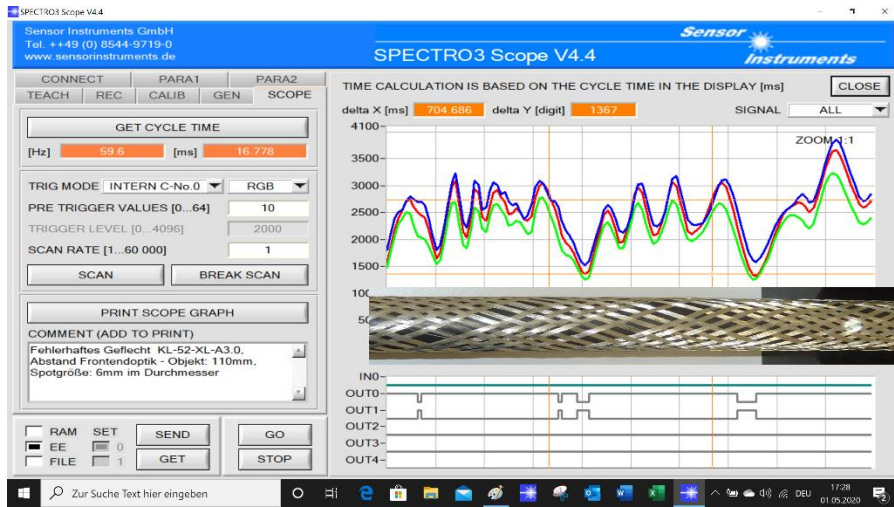 SPECTRO3 Scope V4.4
Sensor Instruments GmbH
Tel. ++49 (0) 8544-9719-0
www.sensorinstruments.de
SPECTRO3 Scope V4.4
Sensor
Instruments
CONNECT PARA1 PARA2
TEACH REC CALIB GEN SCOPE
TIME CALCULATION IS BASED ON THE CYCLE TIME IN THE DISPLAY [ms]
CLOSE
delta X [ms] 704.686 delta Y [digit] 1367 SIGNAL ALL
GET CYCLE TIME
[Hz] 59.6 [ms] 16.778
TRIG MODE INTERN C-No.0 RGB
PRE TRIGGER VALUES [0...64] 10
TRIGGER LEVEL [0...4096] 2000
SCAN RATE [1...60 000] 1
SCAN BREAK SCAN
PRINT SCOPE GRAPH
COMMENT (ADD TO PRINT)
Fehlerhaftes Geflecht KL-52-XL-A3.0,
Abstand Frontendoptik - Objekt: 110mm,
Spotgröße: 6mm im Durchmesser
RAM SET SEND GO
EE 0
FILE 1 GET STOP
ZOOM 1:1
4100
3500
3000
2500
2000
1500
IN0
OUT0
OUT1
OUT2
OUT3
OUT4
Zur Suche Text hier eingeben
DEU
17:28
01.05.2020
2